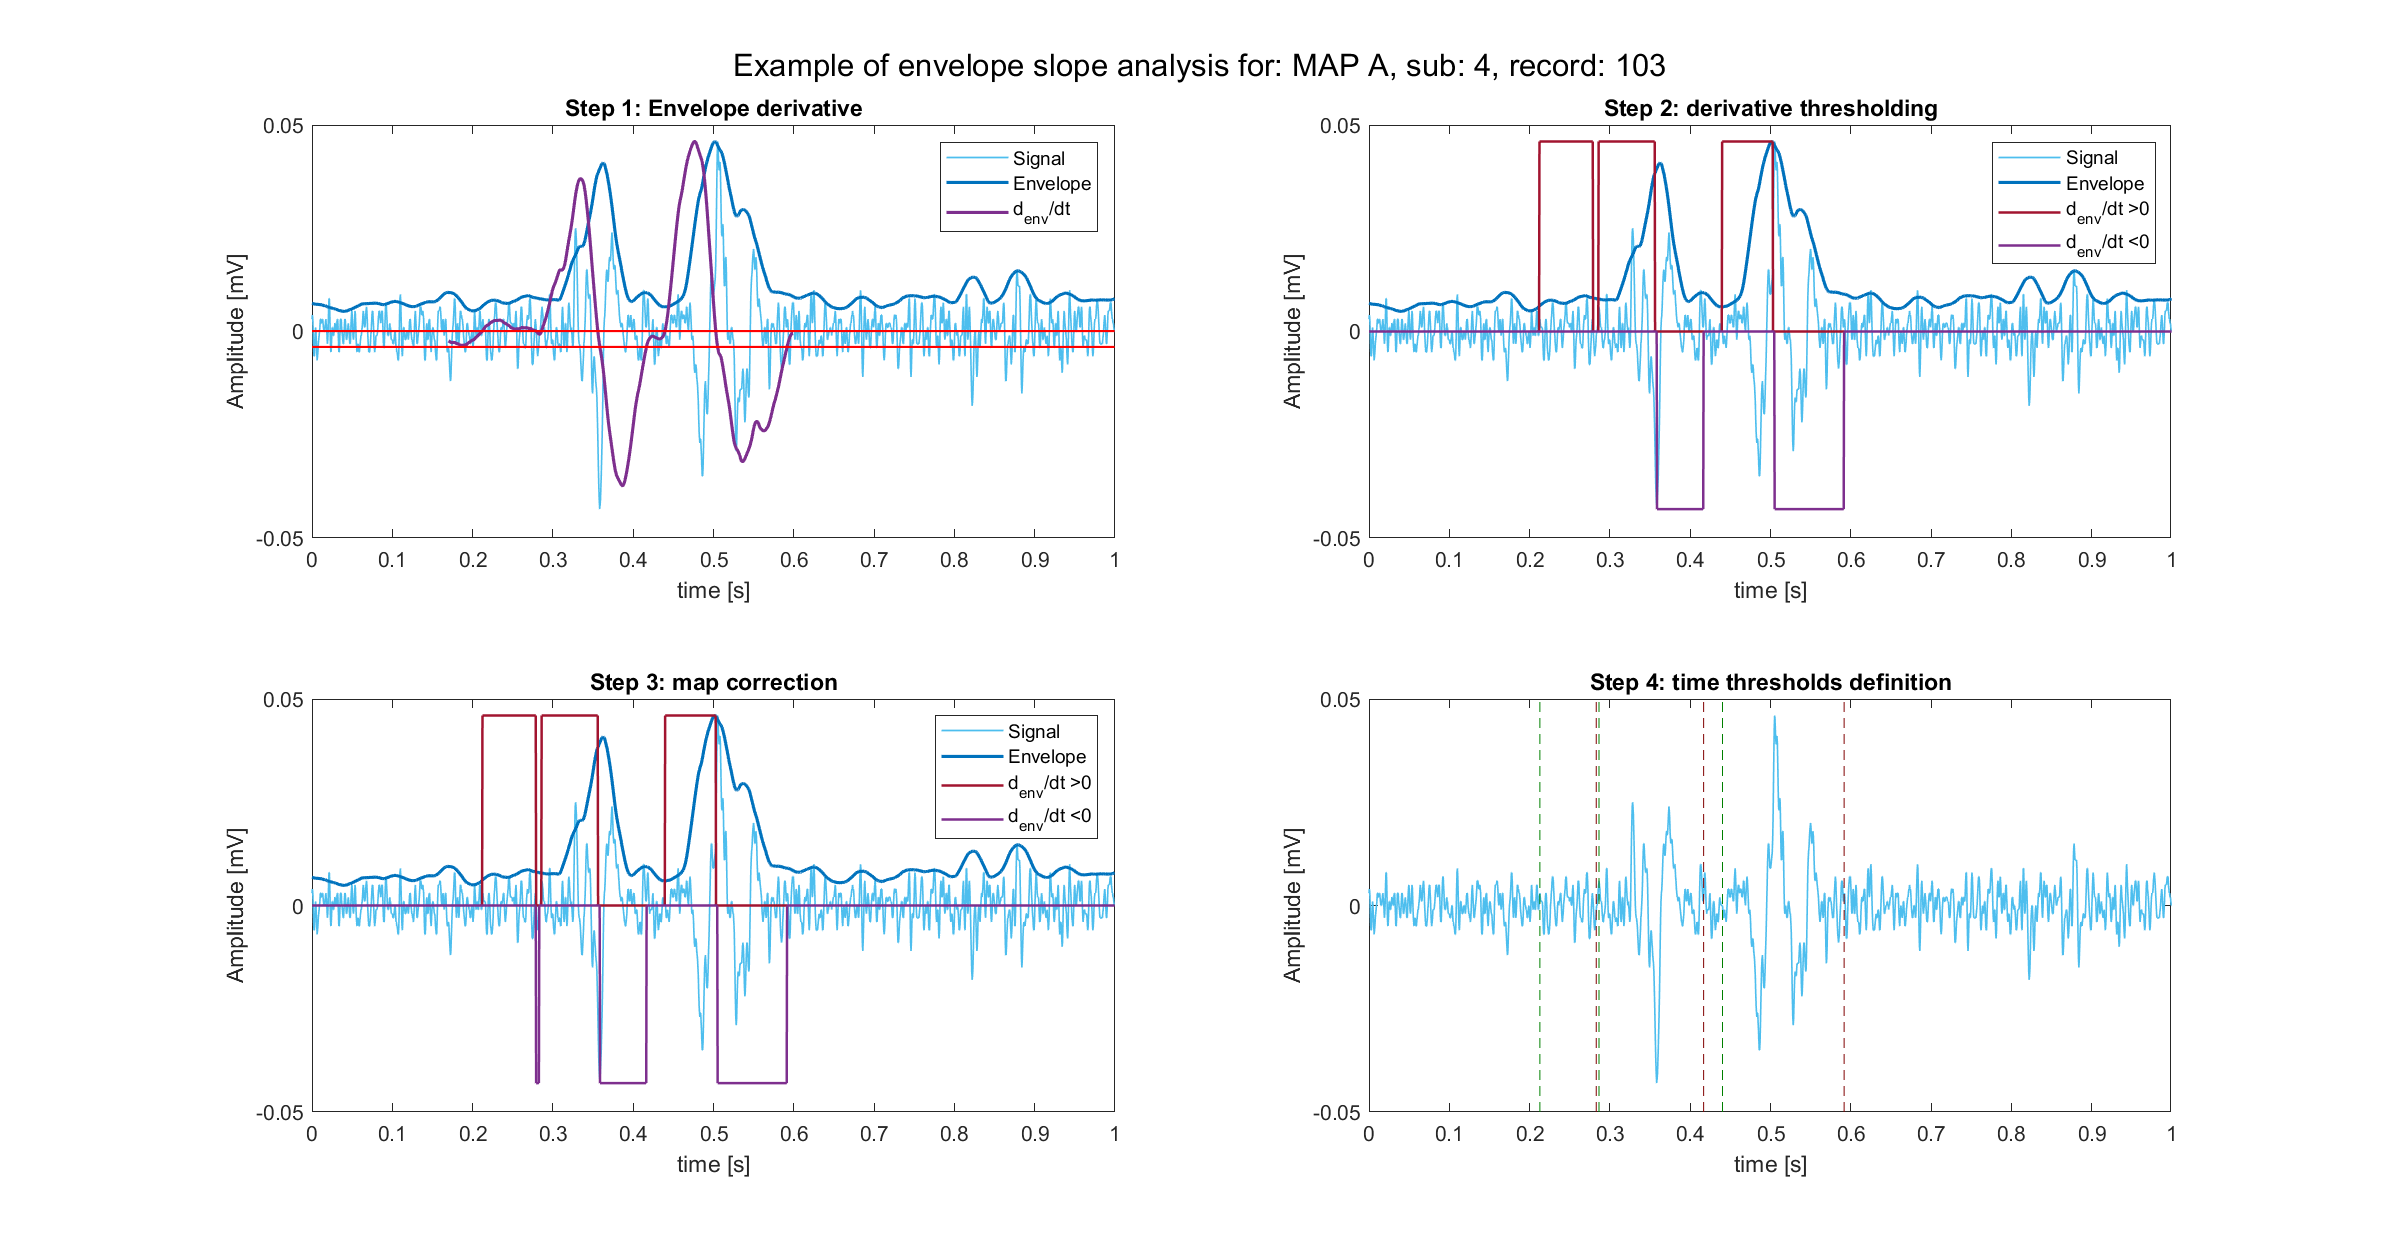 Example of envelope slope analysis for: MAP A, sub: 4, record: 103
Step 1: Envelope derivative
0.05
0
-0.05
Amplitude [mV]
Signal
Envelope
d_env/dt
0 0.1 0.2 0.3 0.4 0.5 0.6 0.7 0.8 0.9 1
time [s]
Step 2: derivative thresholding
0.05
0
-0.05
Amplitude [mV]
Signal
Envelope
d_env/dt >0
d_env/dt <0
0 0.1 0.2 0.3 0.4 0.5 0.6 0.7 0.8 0.9 1
time [s]
Step 3: map correction
0.05
0
-0.05
Amplitude [mV]
Signal
Envelope
d_env/dt >0
d_env/dt <0
0 0.1 0.2 0.3 0.4 0.5 0.6 0.7 0.8 0.9 1
time [s]
Step 4: time thresholds definition
0.05
0
-0.05
Amplitude [mV]
0 0.1 0.2 0.3 0.4 0.5 0.6 0.7 0.8 0.9 1
time [s]